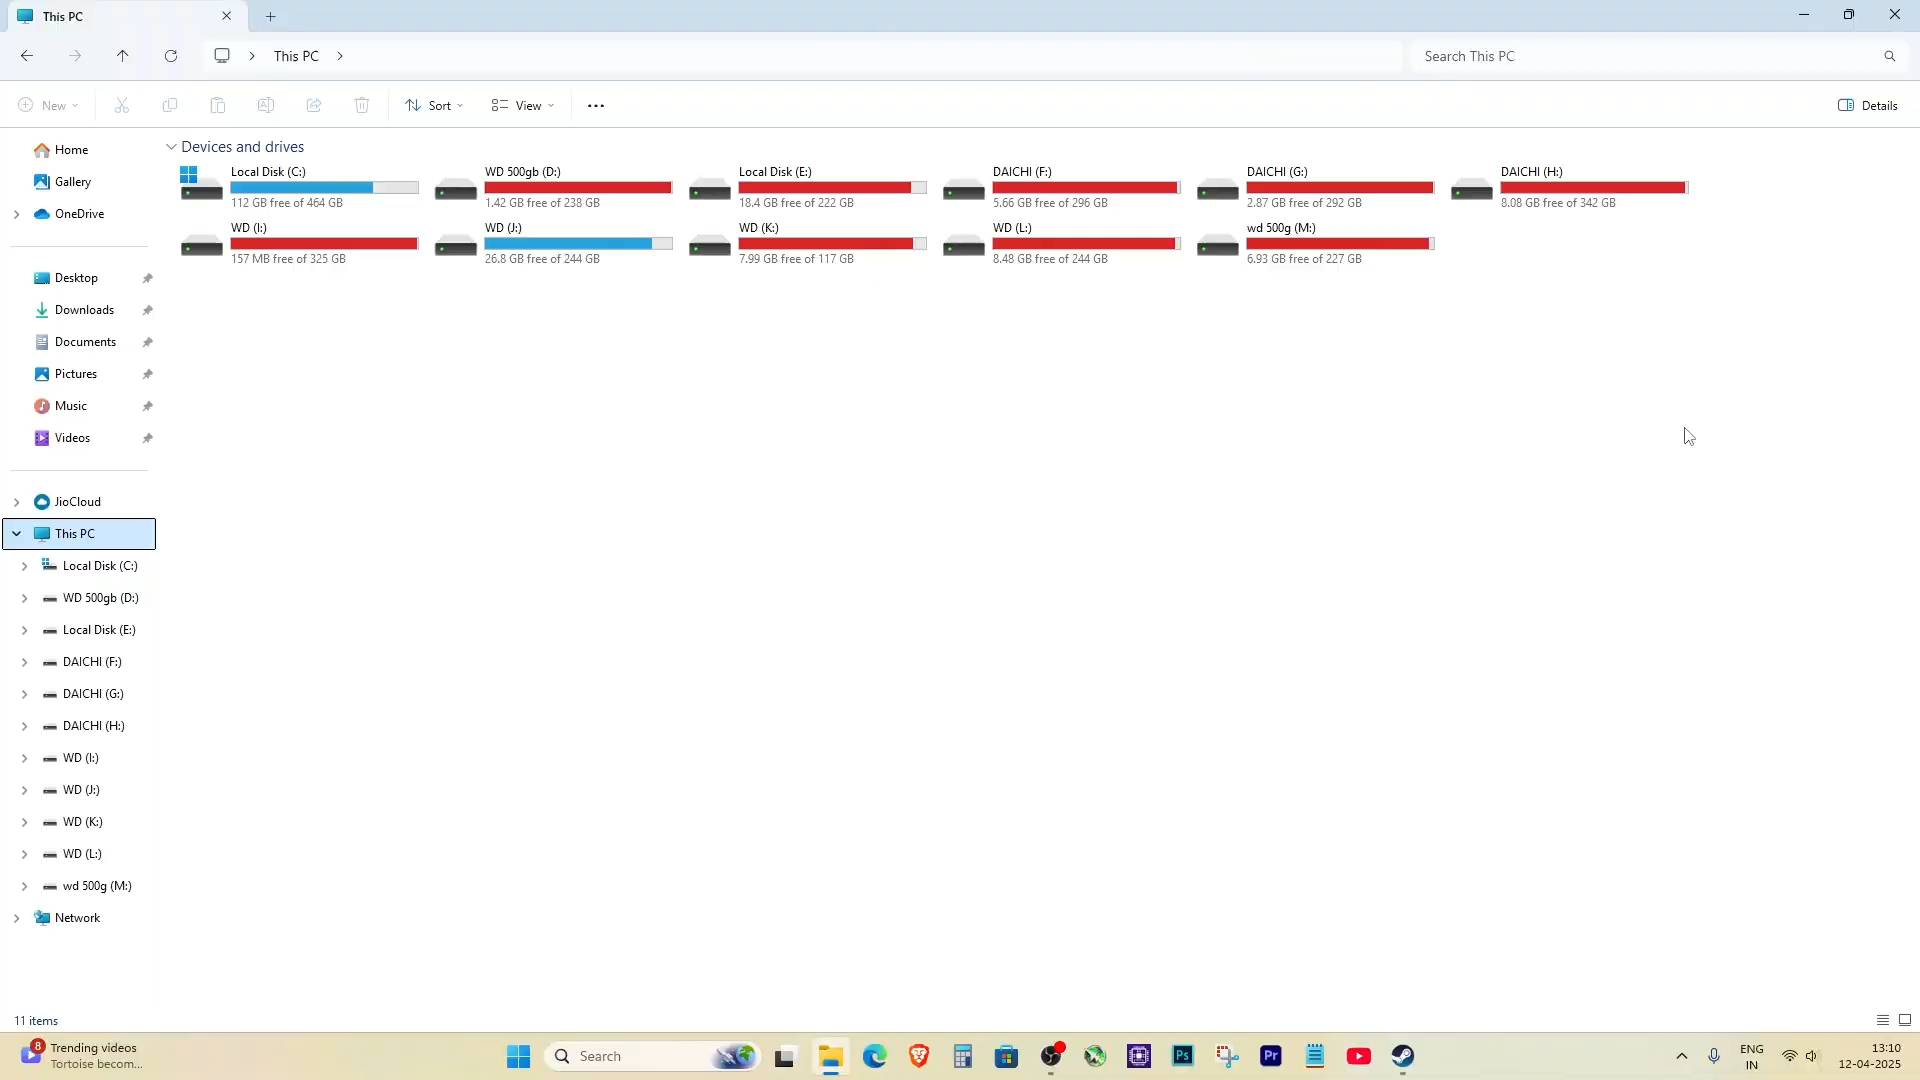 This PC
This PC
Search This PC
New
Sort
View
Details
Home
Gallery
OneDrive
Desktop
Downloads
Documents
Pictures
Music
Videos
JioCloud
This PC
Local Disk (C:)
WD 500gb (D:)
Local Disk (E:)
DAICHI (F:)
DAICHI (G:)
DAICHI (H:)
WD (I:)
WD (J:)
WD (K:)
WD (L:)
wd 500g (M:)
Network
Devices and drives
Local Disk (C:)
112 GB free of 464 GB
WD 500gb (D:)
1.42 GB free of 238 GB
Local Disk (E:)
18.4 GB free of 222 GB
DAICHI (F:)
5.66 GB free of 296 GB
DAICHI (G:)
2.87 GB free of 292 GB
DAICHI (H:)
8.08 GB free of 342 GB
WD (I:)
157 MB free of 325 GB
WD (J:)
26.8 GB free of 244 GB
WD (K:)
7.99 GB free of 117 GB
WD (L:)
8.48 GB free of 244 GB
wd 500g (M:)
6.93 GB free of 227 GB
11 items
8
Trending videos
Tortoise becom...
Search
Ps
Pr
ENG
IN
13:10
12-04-2025